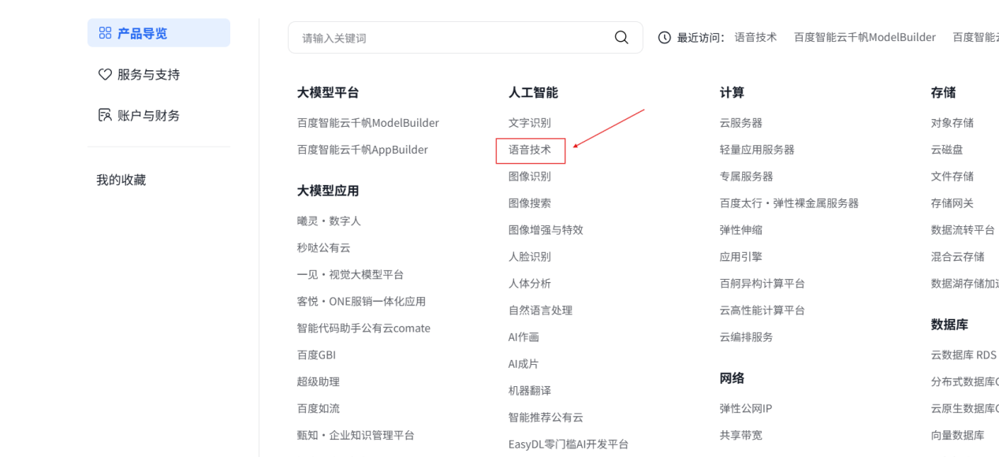 产品导览
服务与支持
账户与财务
我的收藏
请输入关键词
最近访问：
语音技术
百度智能云千帆ModelBuilder
百度智能
大模型平台
百度智能云千帆ModelBuilder
百度智能云千帆AppBuilder
大模型应用
曦灵·数字人
秒哒公有云
一见·视觉大模型平台
客悦·ONE服销一体化应用
智能代码助手公有云comate
百度GBI
超级助理
百度如流
甄知·企业知识管理平台
人工智能
文字识别
语音技术
图像识别
图像搜索
图像增强与特效
人脸识别
人体分析
自然语言处理
AI作画
AI成片
机器翻译
智能推荐公有云
EasyDL零门槛AI开发平台
计算
云服务器
轻量应用服务器
专属服务器
百度太行·弹性裸金属服务器
弹性伸缩
应用引擎
百舸异构计算平台
云高性能计算平台
云编排服务
网络
弹性公网IP
共享带宽
存储
对象存储
云磁盘
文件存储
存储网关
数据流转平台
混合云存储
数据湖存储加
数据库
云数据库 RDS
分布式数据库
云原生数据库
向量数据库